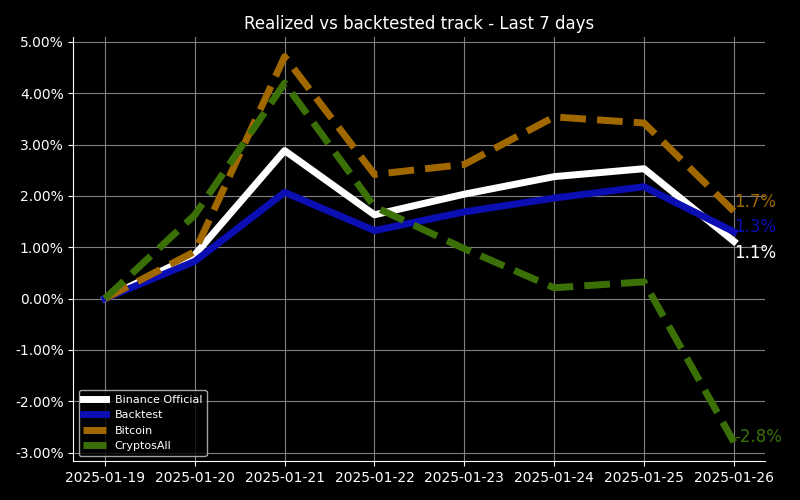 Realized vs backtested track - Last 7 days
5.00%
4.00%
3.00%
2.00%
1.00%
0.00%
-1.00%
-2.00%
-3.00%
1.7%
1.3%
1.1%
-2.8%
Binance Official
Backtest
Bitcoin
CryptosAll
2025-01-19 2025-01-20 2025-01-21 2025-01-22 2025-01-23 2025-01-24 2025-01-25 2025-01-26